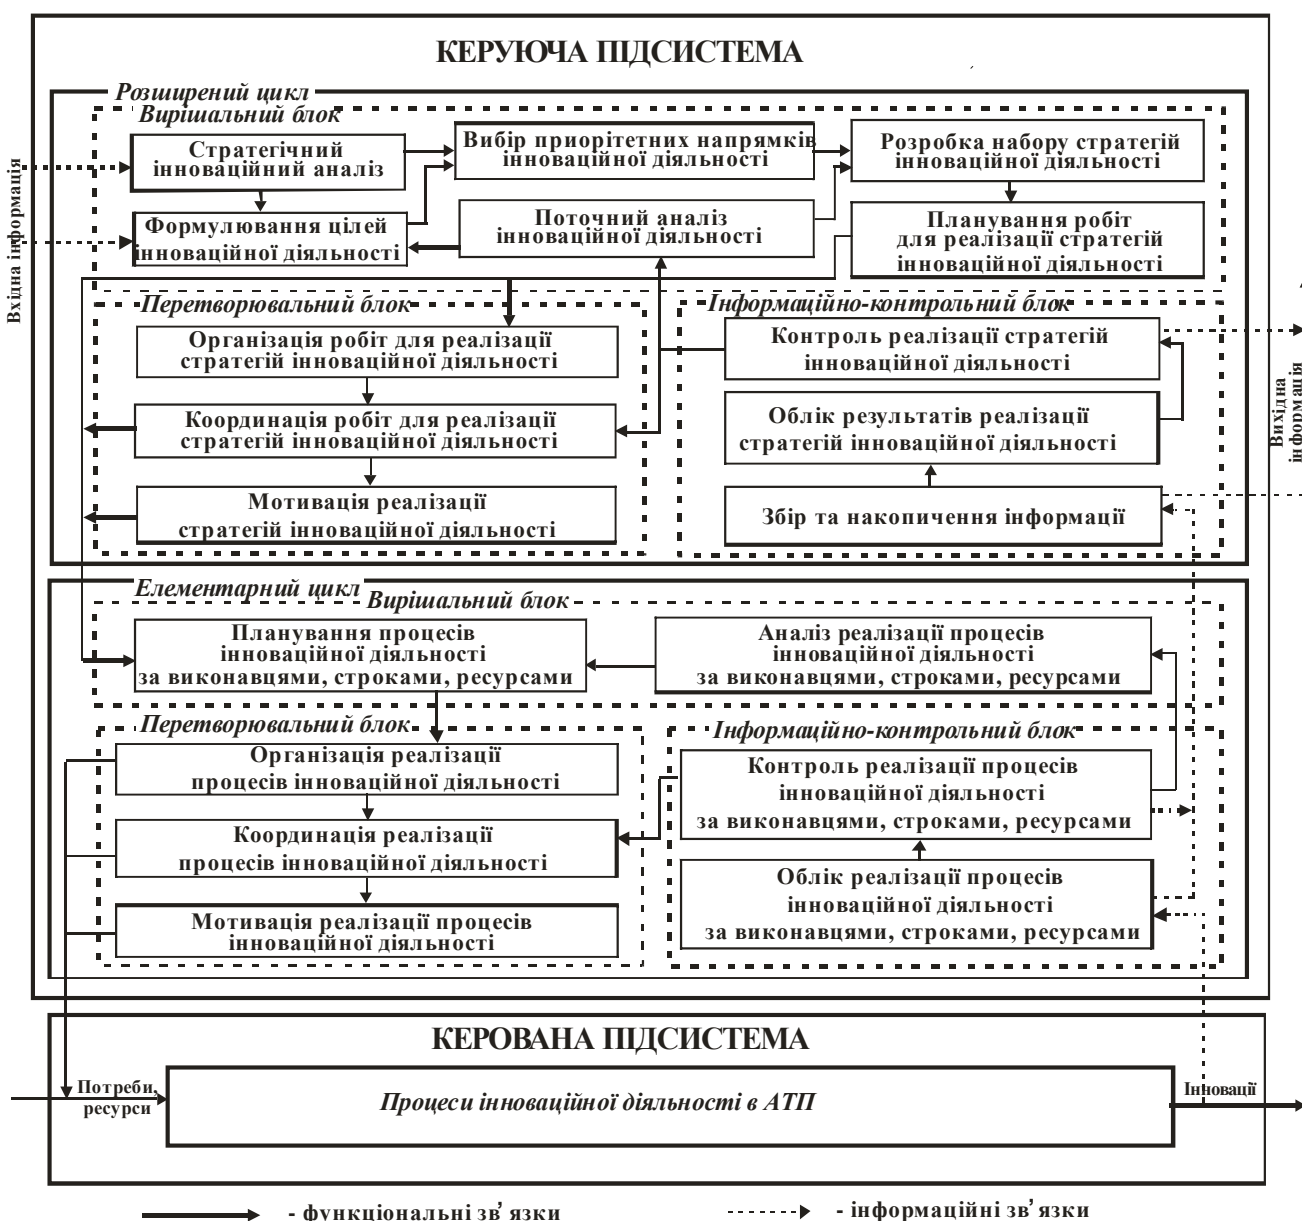 КЕРУЮЧА ПІДСИСТЕМА
Розширений цикл
Вирішальний блок
Стратегічний
інноваційний аналіз
Вибір приорітетних напрямків
інноваційної діяльності
Розробка набору стратегій
інноваційної діяльності
Формулювання цілей
інноваційної діяльності
Поточний аналіз
інноваційної діяльності
Планування робіт
для реалізації стратегій
інноваційної діяльності
Вхідна інформація
Перетворювальний блок
Організація робіт для реалізації
стратегій інноваційної діяльності
Координація робіт для реалізації
стратегій інноваційної діяльності
Мотивація реалізації
стратегій інноваційної діяльності
Інформаційно-контрольний блок
Контроль реалізації стратегій
інноваційної діяльності
Облік результатів реалізації
стратегій інноваційної діяльності
Збір та накопичення інформації
Вихідна
інформація
Елементарний цикл
Вирішальний блок
Планування процесів
інноваційної діяльності
за виконавцями, строками, ресурсами
Аналіз реалізації процесів
інноваційної діяльності
за виконавцями, строками, ресурсами
Перетворювальний блок
Організація реалізації
процесів інноваційної діяльності
Координація реалізації
процесів інноваційної діяльності
Мотивація реалізації процесів
інноваційної діяльності
Інформаційно-контрольний блок
Контроль реалізації процесів
інноваційної діяльності
за виконавцями, строками, ресурсами
Облік реалізації процесів
інноваційної діяльності
за виконавцями, строками, ресурсами
КЕРОВАНА ПІДСИСТЕМА
Потреби,
ресурси
Процеси інноваційної діяльності в АТП
Інновації
- функціональні зв’язки
- інформаційні зв’язки